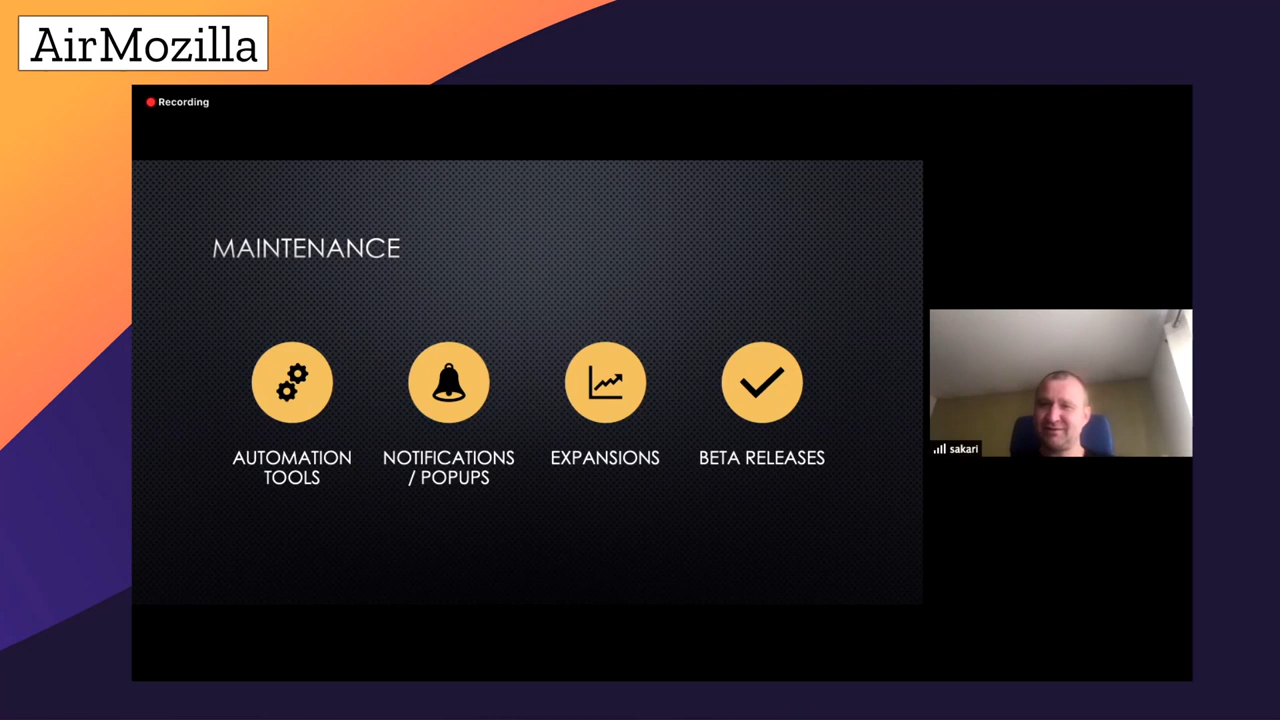 AirMozilla
Recording
MAINTENANCE
AUTOMATION
TOOLS
NOTIFICATIONS
/ POPUPS
EXPANSIONS
BETA RELEASES
sakari